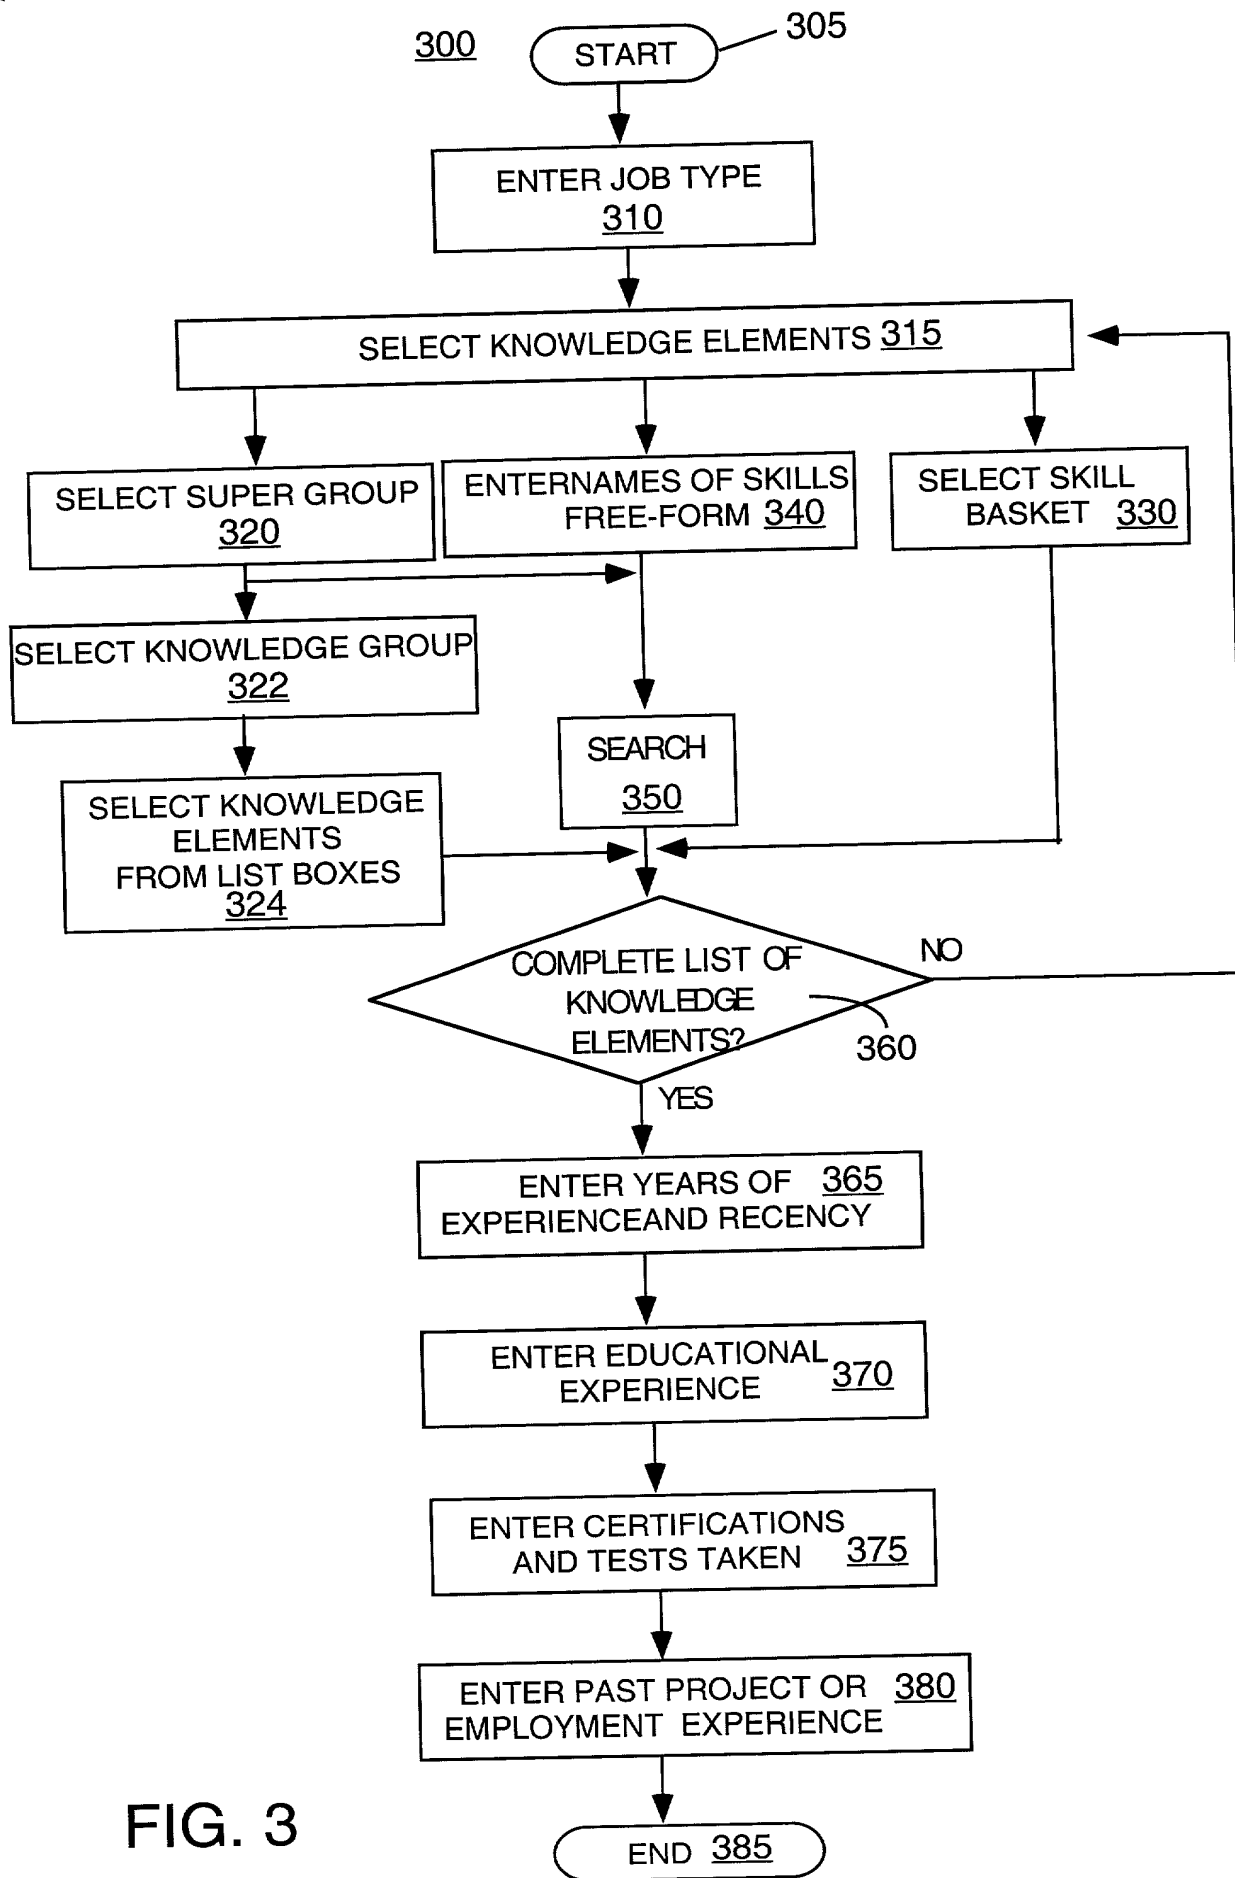 300
START
305
ENTER JOB TYPE
310
SELECT KNOWLEDGE ELEMENTS 315
SELECT SUPER GROUP
320
ENTERNAMES OF SKILLS
FREE-FORM 340
SELECT SKILL
BASKET 330
SELECT KNOWLEDGE GROUP
322
SEARCH
350
SELECT KNOWLEDGE
ELEMENTS
FROM LIST BOXES
324
COMPLETE LIST OF
KNOWLEDGE
ELEMENTS?
NO
360
YES
ENTER YEARS OF 365
EXPERIENCEAND RECENCY
ENTER EDUCATIONAL
EXPERIENCE 370
ENTER CERTIFICATIONS
AND TESTS TAKEN 375
ENTER PAST PROJECT OR 380
EMPLOYMENT EXPERIENCE
FIG. 3
END 385